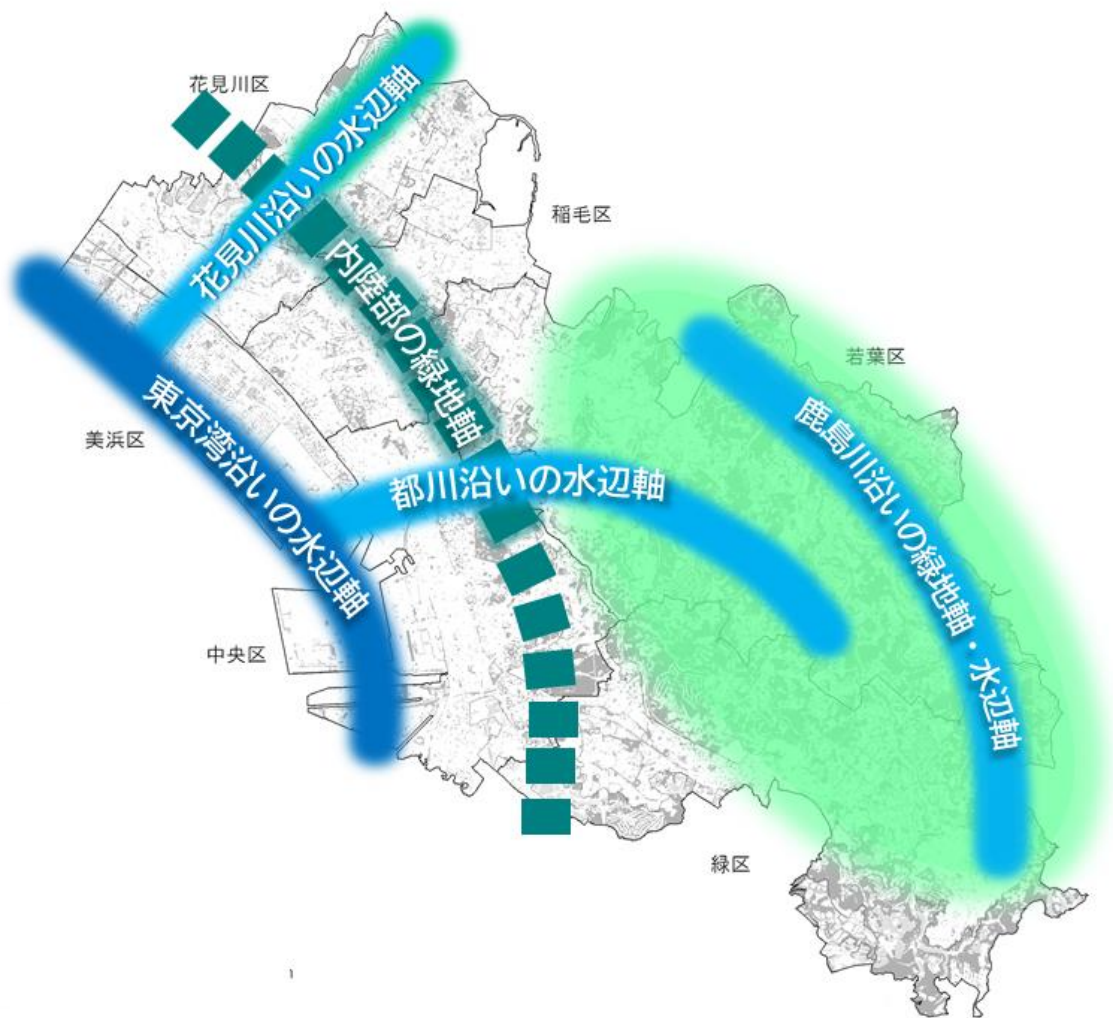 花見川区
花見川沿いの水辺軸
稲毛区
内陸部の緑地軸
若葉区
鹿島川沿いの緑地軸・水辺軸
美浜区
東京湾沿いの水辺軸
都川沿いの水辺軸
中央区
緑区